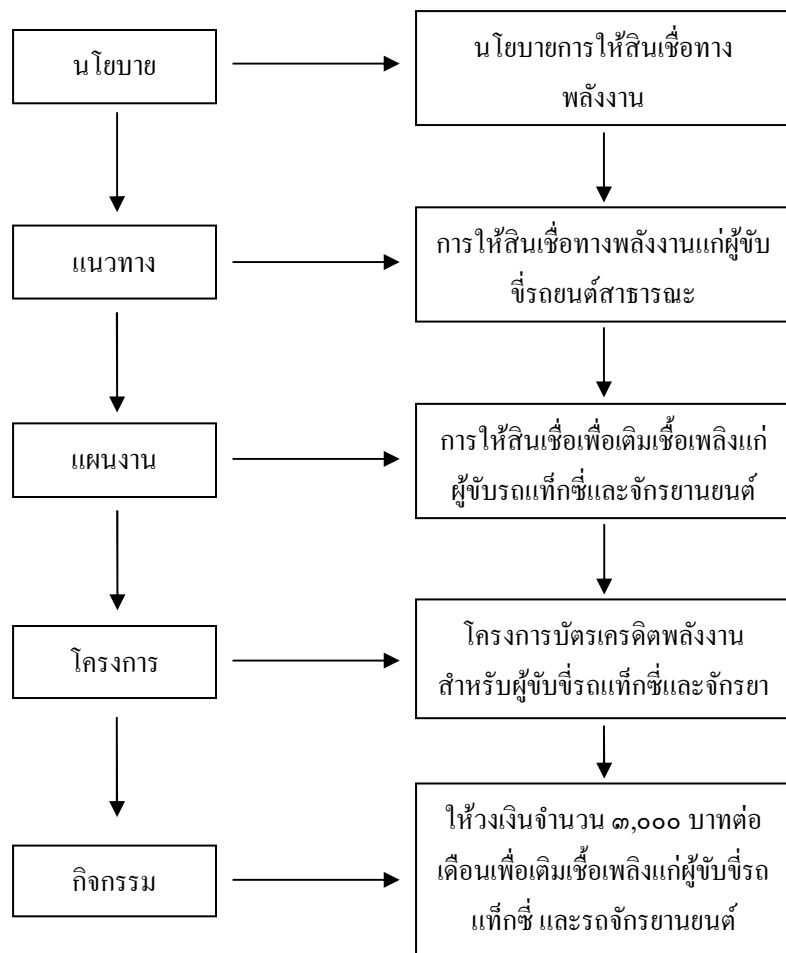 นโยบาย
นโยบายการให้สินเชื่อทาง
พลังงาน
แนวทาง
การให้สินเชื่อทางพลังงานแก่ผู้ขับ
ขี่รถยนต์สาธารณะ
แผนงาน
การให้สินเชื่อเพื่อเติมเชื้อเพลิงแก่
ผู้ขับรถแท็กซี่และจักรยานยนต์
โครงการ
โครงการบัตรเครดิตพลังงาน
สำหรับผู้ขับขี่รถแท็กซี่และจักรยา
กิจกรรม
ให้วงเงินจำนวน ๓,๐๐๐ บาทต่อ
เดือนเพื่อเติมเชื้อเพลิงแก่ผู้ขับขี่รถ
แท็กซี่ และรถจักรยานยนต์